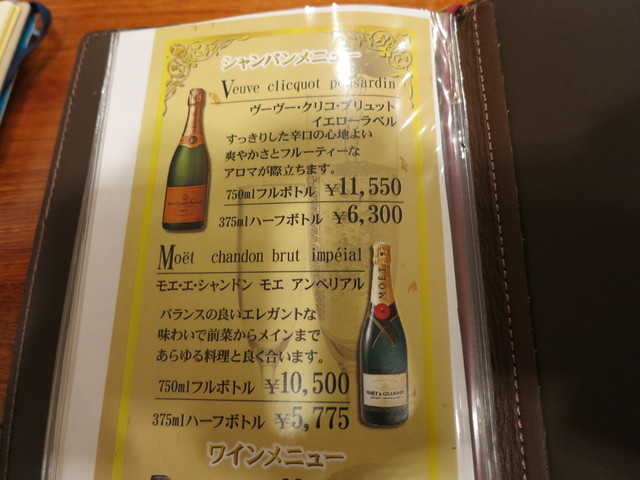 シャンパンメニュー
Veuve clicquot ponsardin
ヴーヴー・クリコ・ブリュット
イエローラベル
すっきりした辛口の心地よい
爽やかさとフルーティーな
アロマが際立ちます。
750mlフルボトル ¥11,550
375mlハーフボトル ¥6,300
Moët chandon brut impéial
モエ・エ・シャンドン モエ アンペリアル
バランスの良いエレガントな
味わいで前菜からメインまで
あらゆる料理と良く合います。
750mlフルボトル ¥10,500
375mlハーフボトル ¥5,775
MOËT
MOËT & CHANDON
ワインメニュー